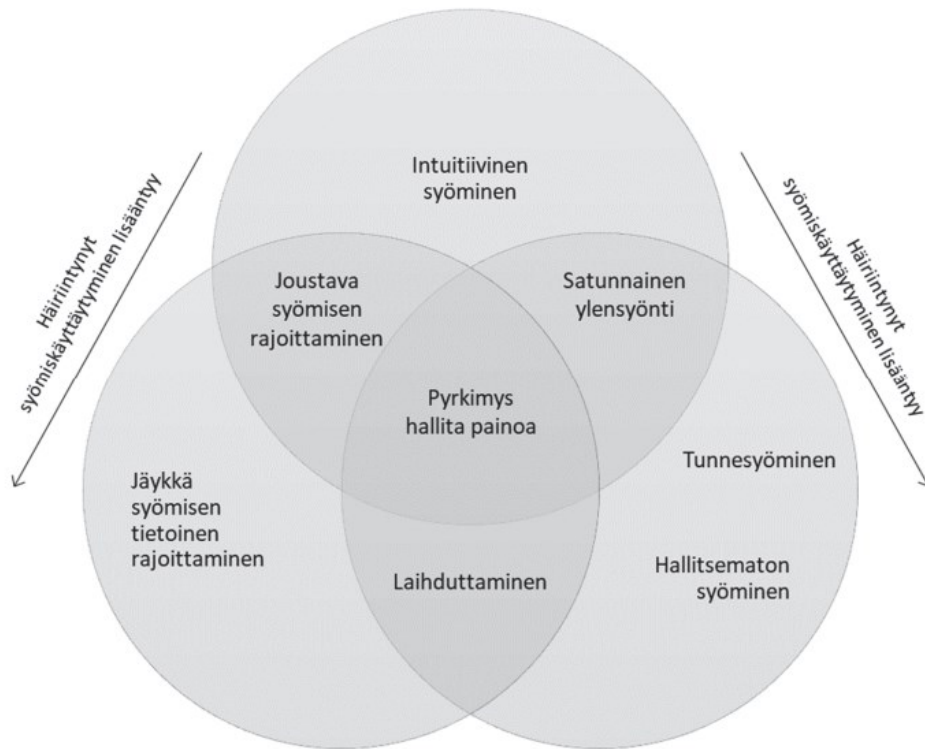 Intuitiivinen
syöminen
Häiriintynyt
syömiskäyttäytyminen lisääntyy
Häiriintynyt
syömiskäyttäytyminen lisääntyy
Joustava
syömisen
rajoittaminen
Satunnainen
ylensyönti
Pyrkimys
hallita painoa
Jäykkä
syömisen
tietoinen
rajoittaminen
Tunnesyöminen
Laihduttaminen
Hallitsematon
syöminen